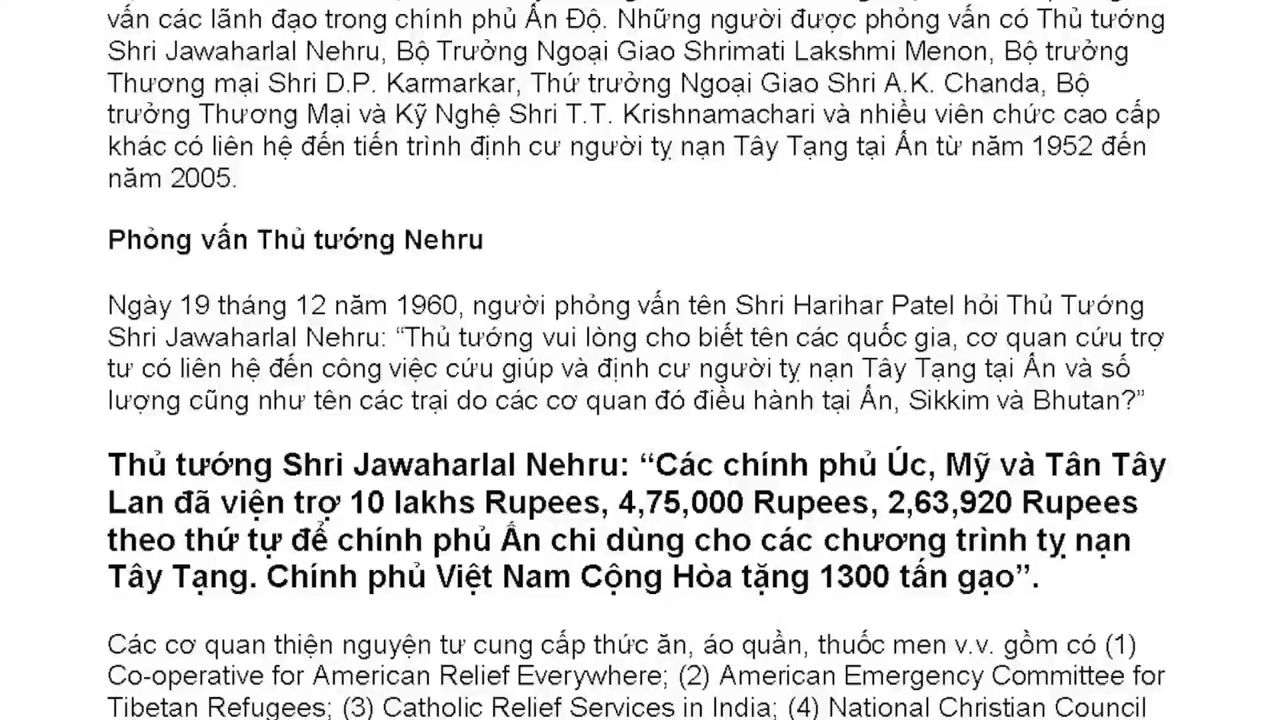 vấn các lãnh đạo trong chính phủ Ấn Độ. Những người được phỏng vấn có Thủ tướng
Shri Jawaharlal Nehru, Bộ Trưởng Ngoại Giao Shrimati Lakshmi Menon, Bộ trưởng
Thương mại Shri D.P. Karmarkar, Thứ trưởng Ngoại Giao Shri A.K. Chanda, Bộ
trưởng Thương Mại và Kỹ Nghệ Shri T.T. Krishnamachari và nhiều viên chức cao cấp
khác có liên hệ đến tiến trình định cư người tỵ nạn Tây Tạng tại Ấn từ năm 1952 đến
năm 2005.
Phỏng vấn Thủ tướng Nehru
Ngày 19 tháng 12 năm 1960, người phỏng vấn tên Shri Harihar Patel hỏi Thủ Tướng
Shri Jawaharlal Nehru: “Thủ tướng vui lòng cho biết tên các quốc gia, cơ quan cứu trợ
tư có liên hệ đến công việc cứu giúp và định cư người tỵ nạn Tây Tạng tại Ấn và số
lượng cũng như tên các trại do các cơ quan đó điều hành tại Ấn, Sikkim và Bhutan?”
Thủ tướng Shri Jawaharlal Nehru: “Các chính phủ Úc, Mỹ và Tân Tây
Lan đã viện trợ 10 lakhs Rupees, 4,75,000 Rupees, 2,63,920 Rupees
theo thứ tự để chính phủ Ấn chi dùng cho các chương trình tỵ nạn
Tây Tạng. Chính phủ Việt Nam Cộng Hòa tặng 1300 tấn gạo”.
Các cơ quan thiện nguyện tư cung cấp thức ăn, áo quần, thuốc men v.v. gồm có (1)
Co-operative for American Relief Everywhere; (2) American Emergency Committee for
Tibetan Refugees; (3) Catholic Relief Services in India; (4) National Christian Council